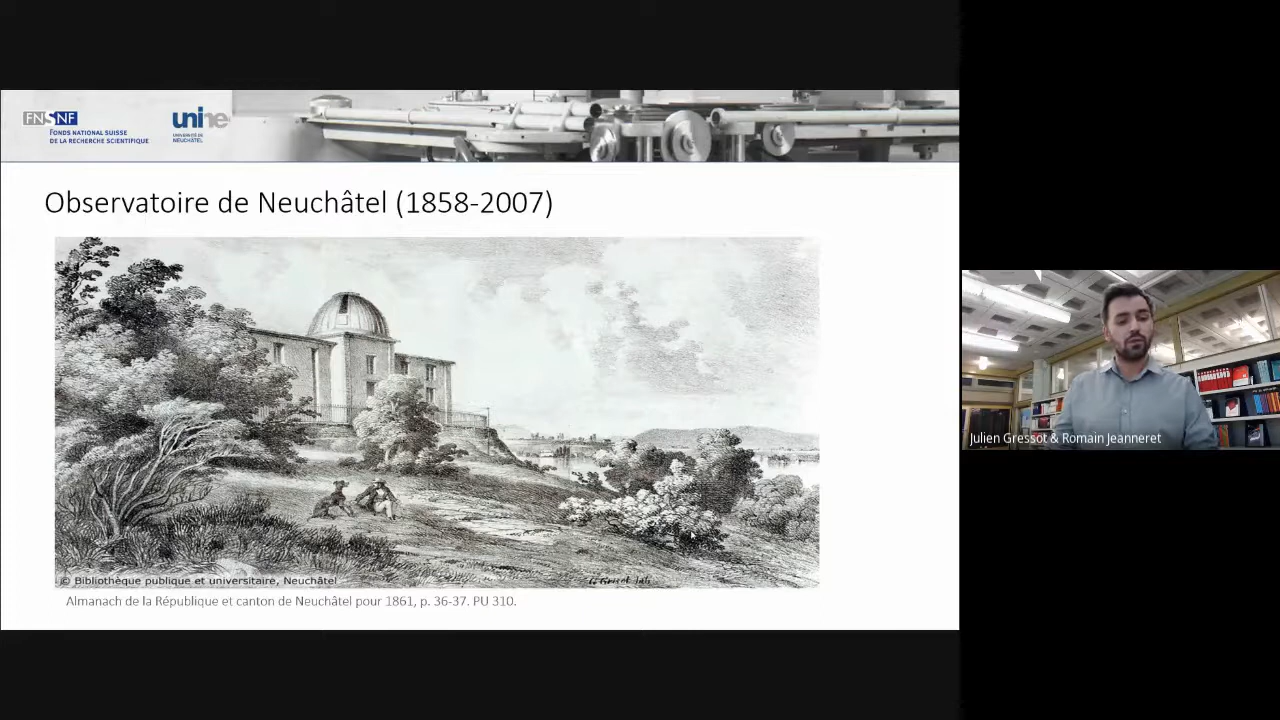 FNSNF
FONDS NATIONAL SUISSE
DE LA RECHERCHE SCIENTIFIQUE
unine
UNIVERSITÉ DE
NEUCHÂTEL
Observatoire de Neuchâtel (1858-2007)
© Bibliothèque publique et universitaire, Neuchâtel
Almanach de la République et canton de Neuchâtel pour 1861, p. 36-37. PU 310.
Julien Gressot & Romain Jeanneret